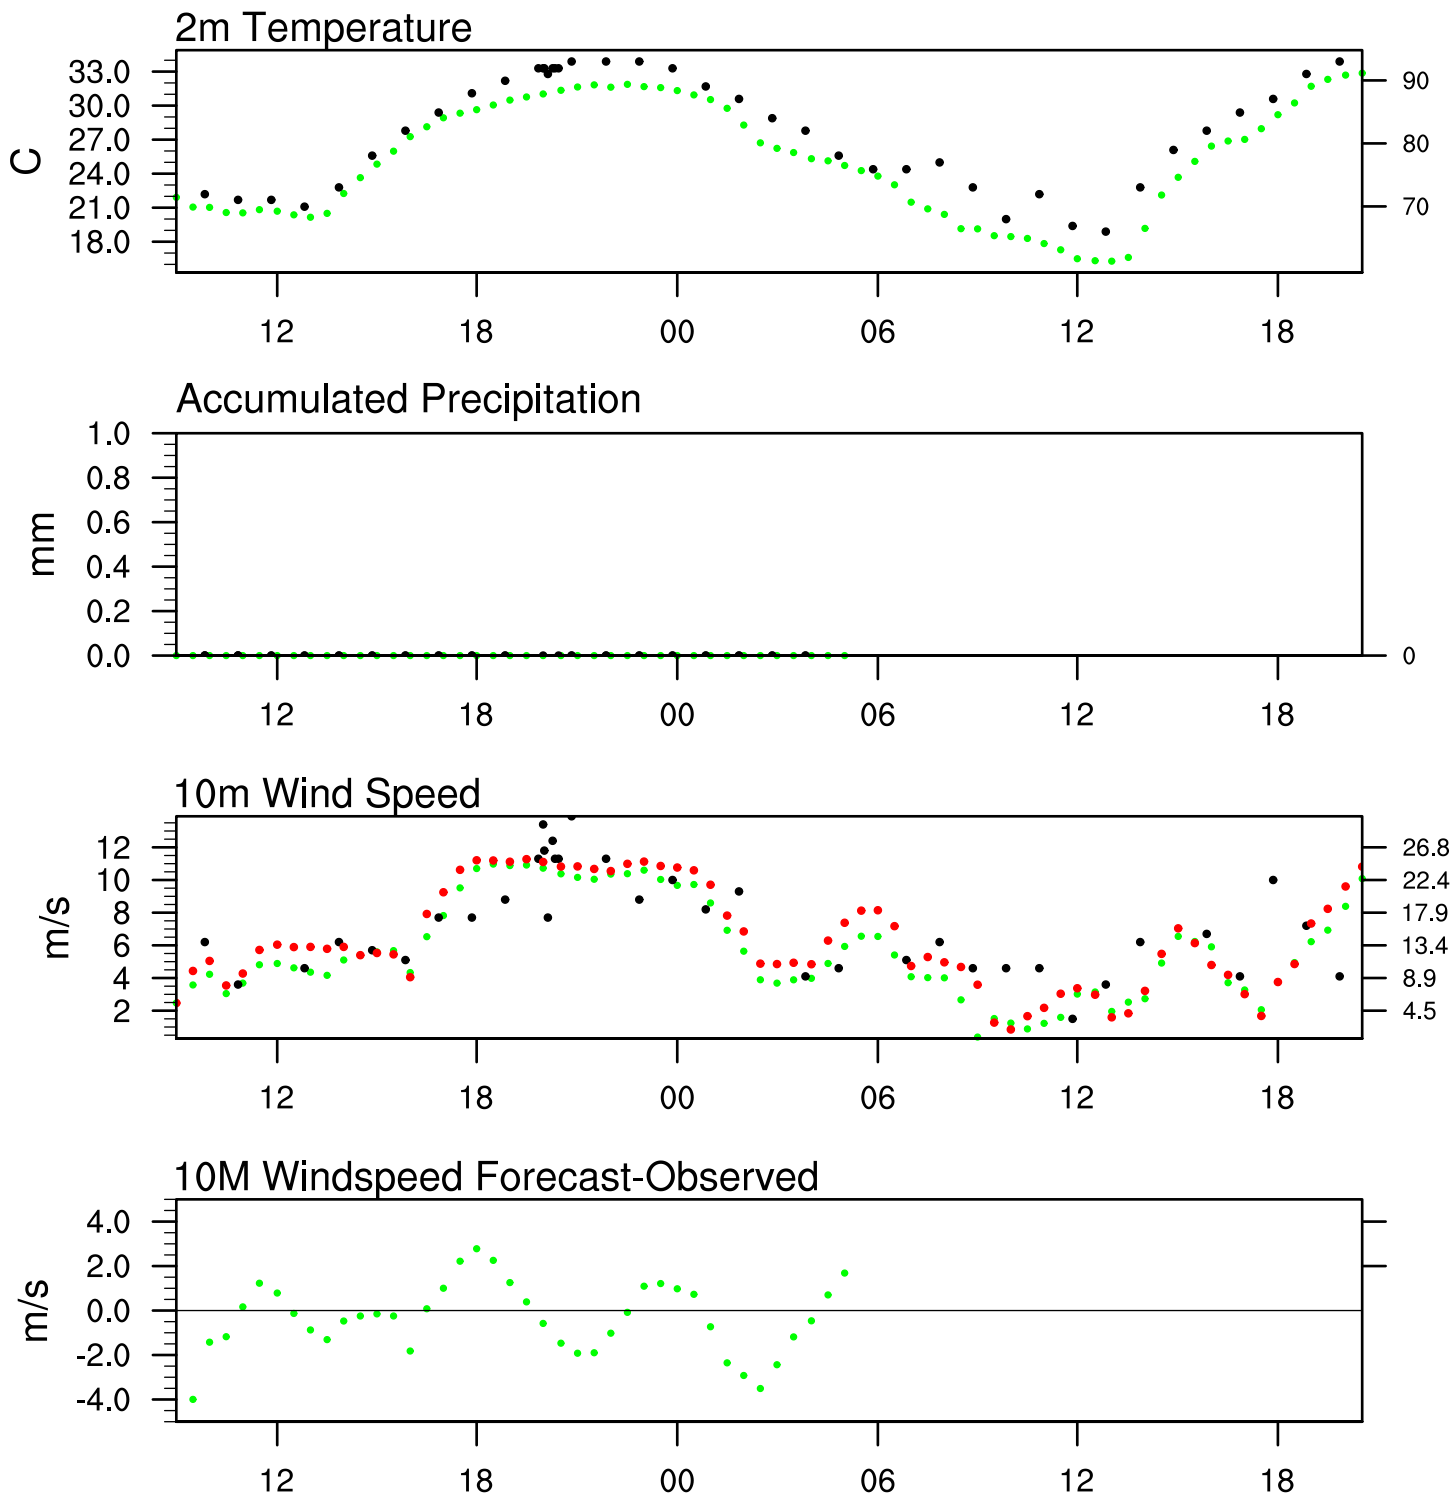 2m Temperature
33.0
30.0
27.0
24.0
21.0
18.0
C
90
80
70
12 18 00 06 12 18
Accumulated Precipitation
1.0
0.8
0.6
0.4
0.2
0.0
mm
0
12 18 00 06 12 18
10m Wind Speed
12
10
8
6
4
2
m/s
26.8
22.4
17.9
13.4
8.9
4.5
12 18 00 06 12 18
10M Windspeed Forecast-Observed
4.0
2.0
0.0
-2.0
-4.0
m/s
12 18 00 06 12 18